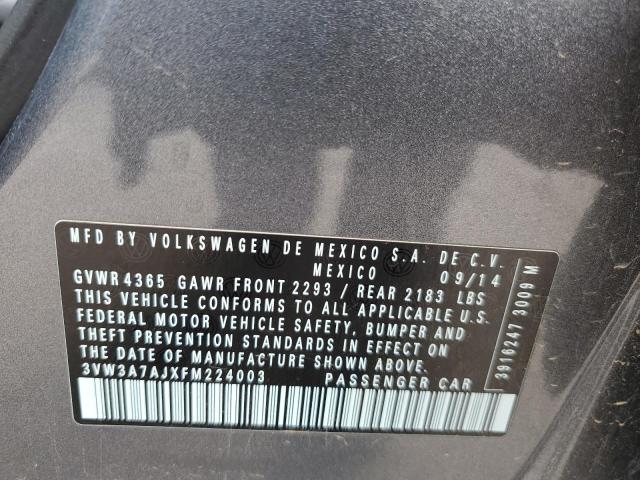 MFD BY VOLKSWAGEN DE MEXICO S.A. DE C.V.
MEXICO 09/14
GVWR 4365 GAWR FRONT 2293 / REAR 2183 LBS
THIS VEHICLE CONFORMS TO ALL APPLICABLE U.S.
FEDERAL MOTOR VEHICLE SAFETY, BUMPER AND
THEFT PREVENTION STANDARDS IN EFFECT ON
THE DATE OF MANUFACTURE SHOWN ABOVE.
3VW3A7AJXFM224003 PASSENGER CAR
3916247 3009 M